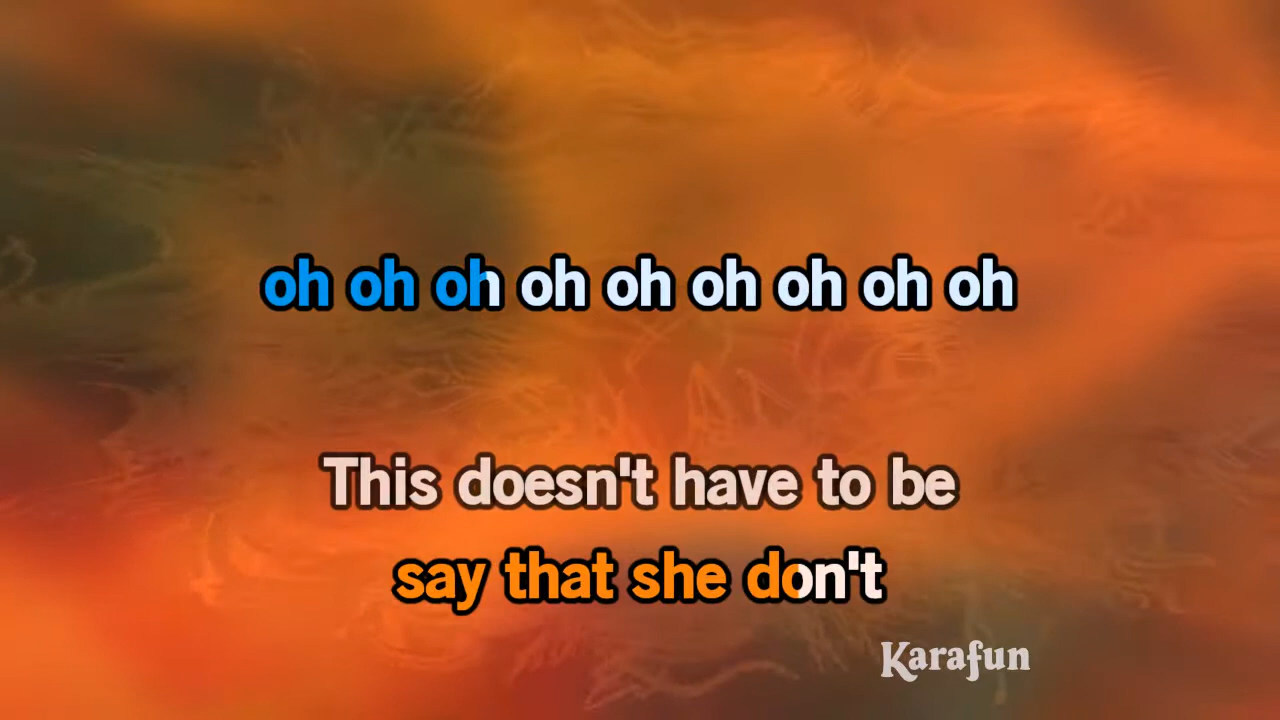 oh oh oh oh oh oh oh oh oh
This doesn't have to be
say that she don't
Karafun